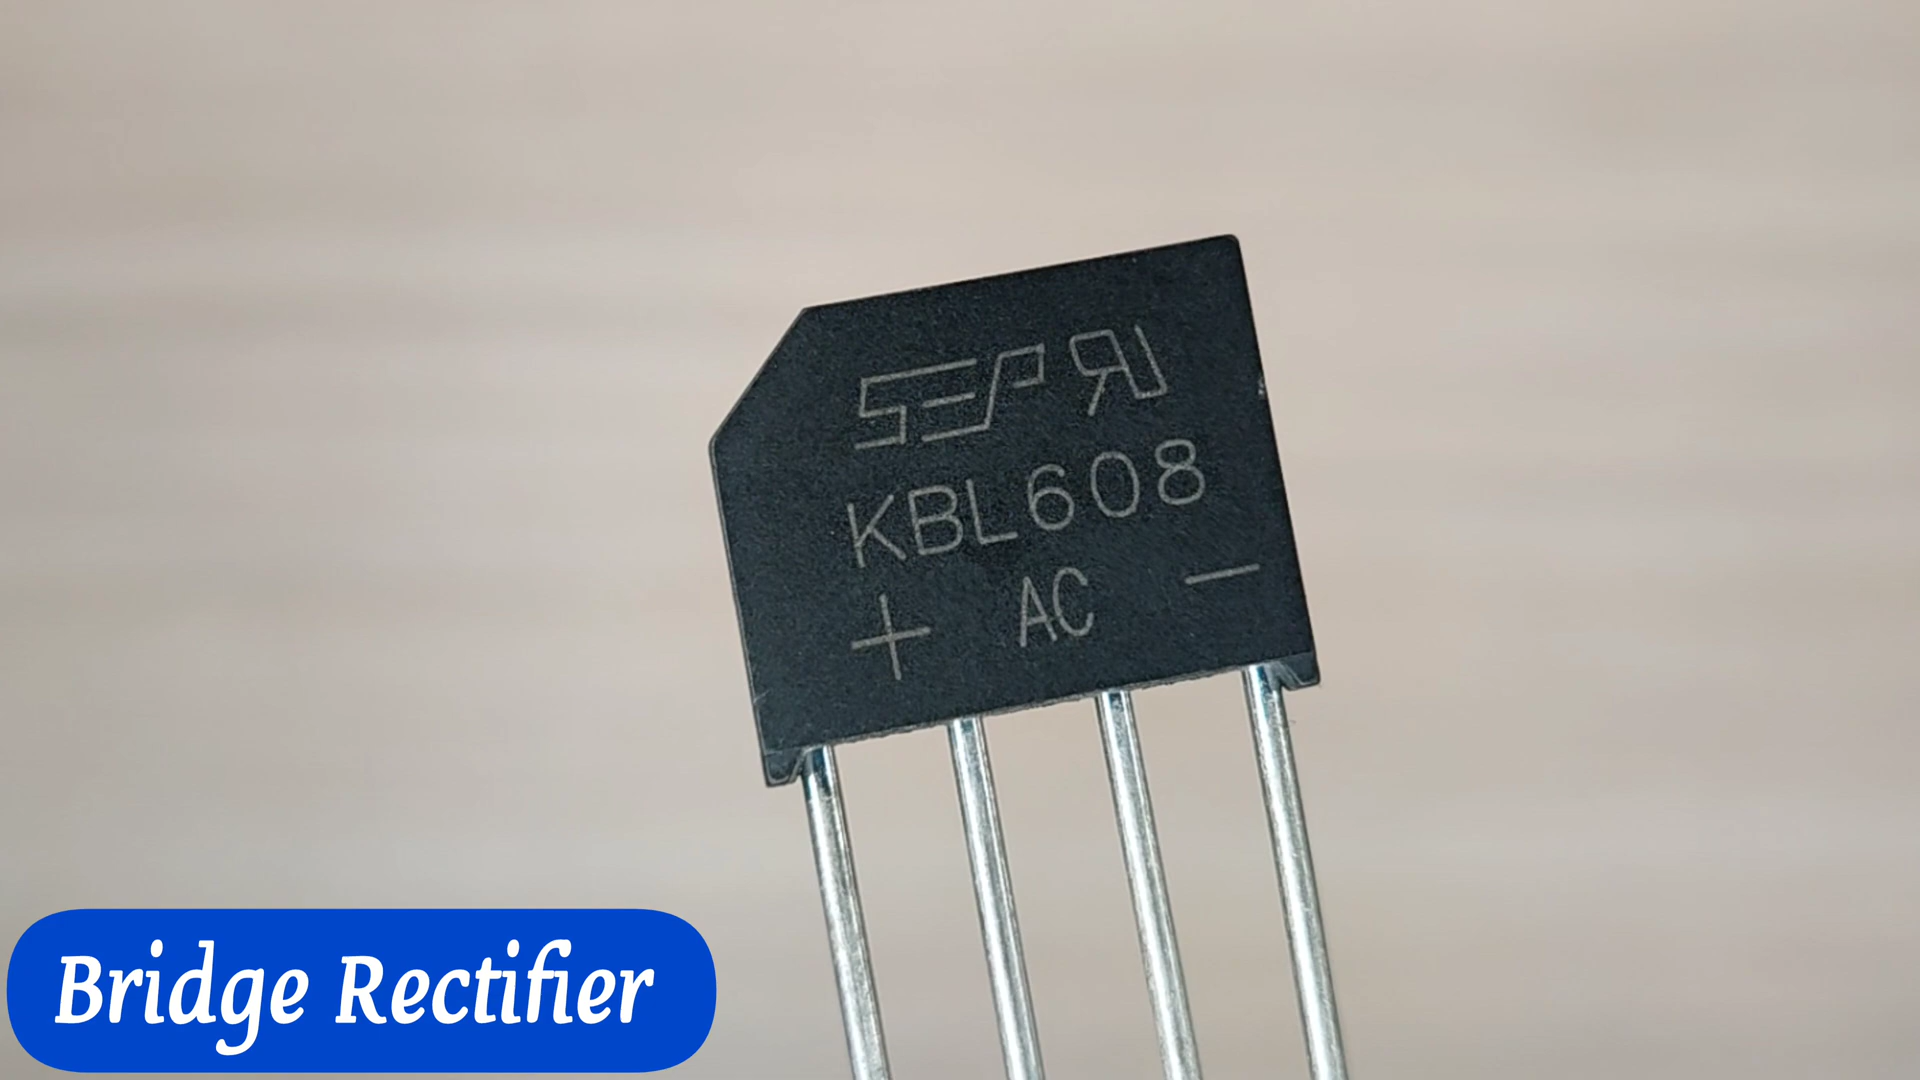 SEP
KBL608
+ AC −
Bridge Rectifier